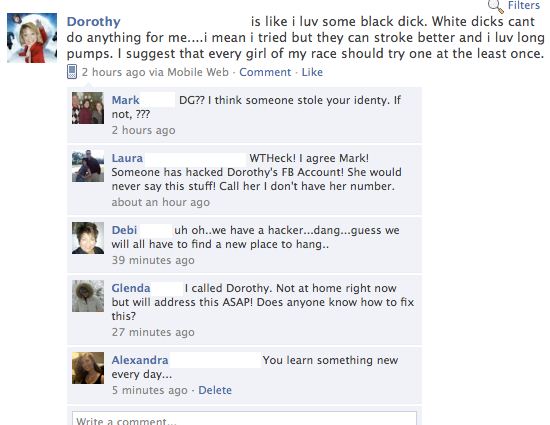 Filters
Dorothy is like i luv some black dick. White dicks cant
do anything for me....i mean i tried but they can stroke better and i luv long
pumps. I suggest that every girl of my race should try one at the least once.
2 hours ago via Mobile Web · Comment · Like
Mark DG?? I think someone stole your identy. If
not, ???
2 hours ago
Laura WTHeck! I agree Mark!
Someone has hacked Dorothy's FB Account! She would
never say this stuff! Call her I don't have her number.
about an hour ago
Debi uh oh..we have a hacker...dang...guess we
will all have to find a new place to hang..
39 minutes ago
Glenda I called Dorothy. Not at home right now
but will address this ASAP! Does anyone know how to fix
this?
27 minutes ago
Alexandra You learn something new
every day...
5 minutes ago · Delete
Write a comment...